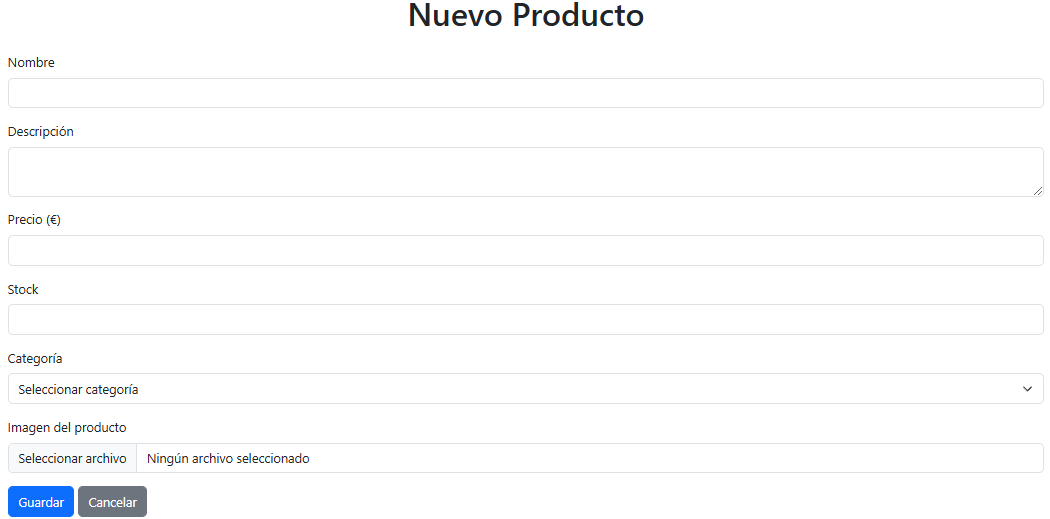 Nuevo Producto
Nombre
Descripción
Precio (€)
Stock
Categoría
Seleccionar categoría
Imagen del producto
Seleccionar archivo Ningún archivo seleccionado
Guardar Cancelar